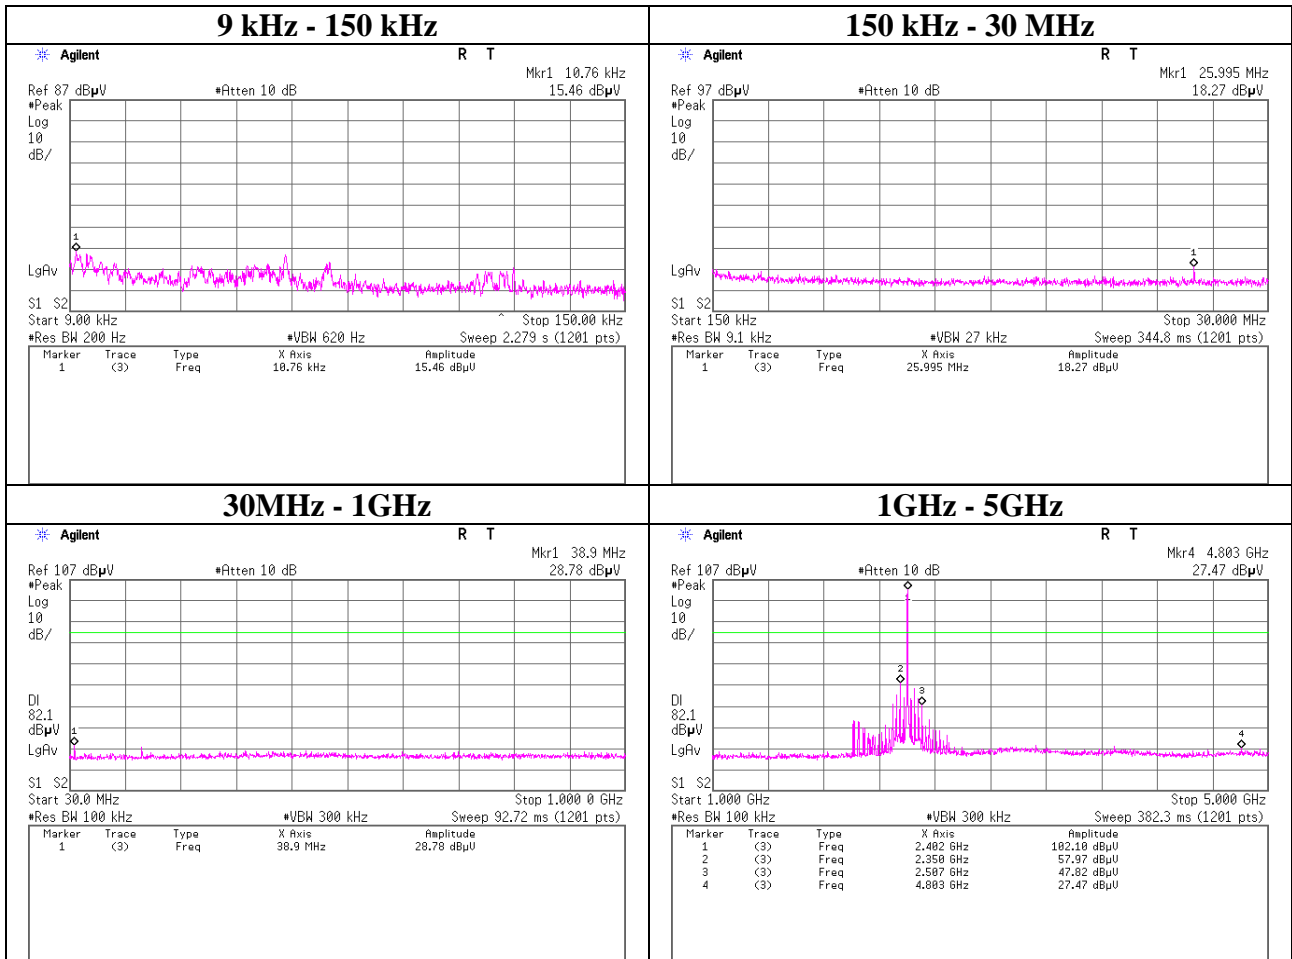 9 kHz - 150 kHz
Agilent R T
Mkr1 10.76 kHz
Ref 87 dBµV #Atten 10 dB 15.46 dBµV
#Peak
Log
10
dB/
1
LgAv
S1 S2
Start 9.00 kHz ^ Stop 150.00 kHz
#Res BW 200 Hz #VBW 620 Hz Sweep 2.279 s (1201 pts)
Marker Trace Type X Axis Amplitude
1 (3) Freq 10.76 kHz 15.46 dBµV
150 kHz - 30 MHz
Agilent R T
Mkr1 25.995 MHz
Ref 97 dBµV #Atten 10 dB 18.27 dBµV
#Peak
Log
10
dB/
1
LgAv
S1 S2
Start 150 kHz Stop 30.000 MHz
#Res BW 9.1 kHz #VBW 27 kHz Sweep 344.8 ms (1201 pts)
Marker Trace Type X Axis Amplitude
1 (3) Freq 25.995 MHz 18.27 dBµV
30MHz - 1GHz
Agilent R T
Mkr1 38.9 MHz
Ref 107 dBµV #Atten 10 dB 28.78 dBµV
#Peak
Log
10
dB/
DI
82.1
dBµV
1
LgAv
S1 S2
Start 30.0 MHz Stop 1.000 0 GHz
#Res BW 100 kHz #VBW 300 kHz Sweep 92.72 ms (1201 pts)
Marker Trace Type X Axis Amplitude
1 (3) Freq 38.9 MHz 28.78 dBµV
1GHz - 5GHz
Agilent R T
Mkr4 4.803 GHz
Ref 107 dBµV #Atten 10 dB 27.47 dBµV
#Peak
Log
10
dB/
1
2
3
DI
82.1
dBµV
4
LgAv
S1 S2
Start 1.000 GHz Stop 5.000 GHz
#Res BW 100 kHz #VBW 300 kHz Sweep 382.3 ms (1201 pts)
Marker Trace Type X Axis Amplitude
1 (3) Freq 2.402 GHz 102.10 dBµV
2 (3) Freq 2.350 GHz 57.97 dBµV
3 (3) Freq 2.507 GHz 47.82 dBµV
4 (3) Freq 4.803 GHz 27.47 dBµV